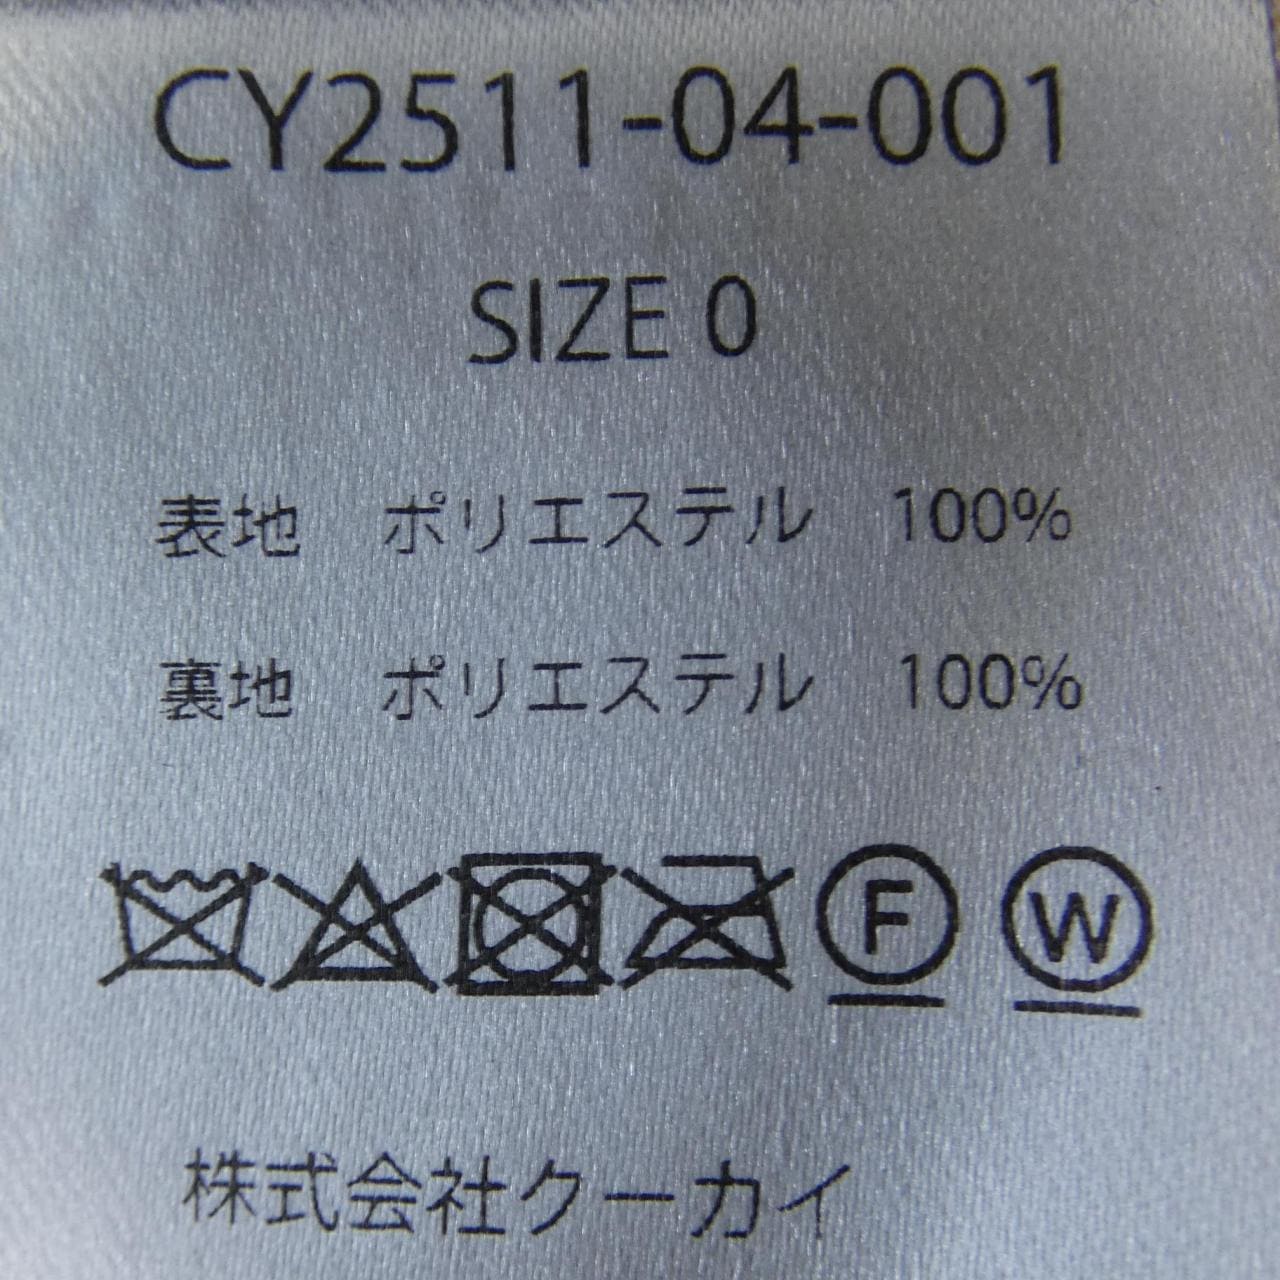 CY2511-04-001
SIZE 0
表地　ポリエステル　100%
裏地　ポリエステル　100%
F W
株式会社クーカイ